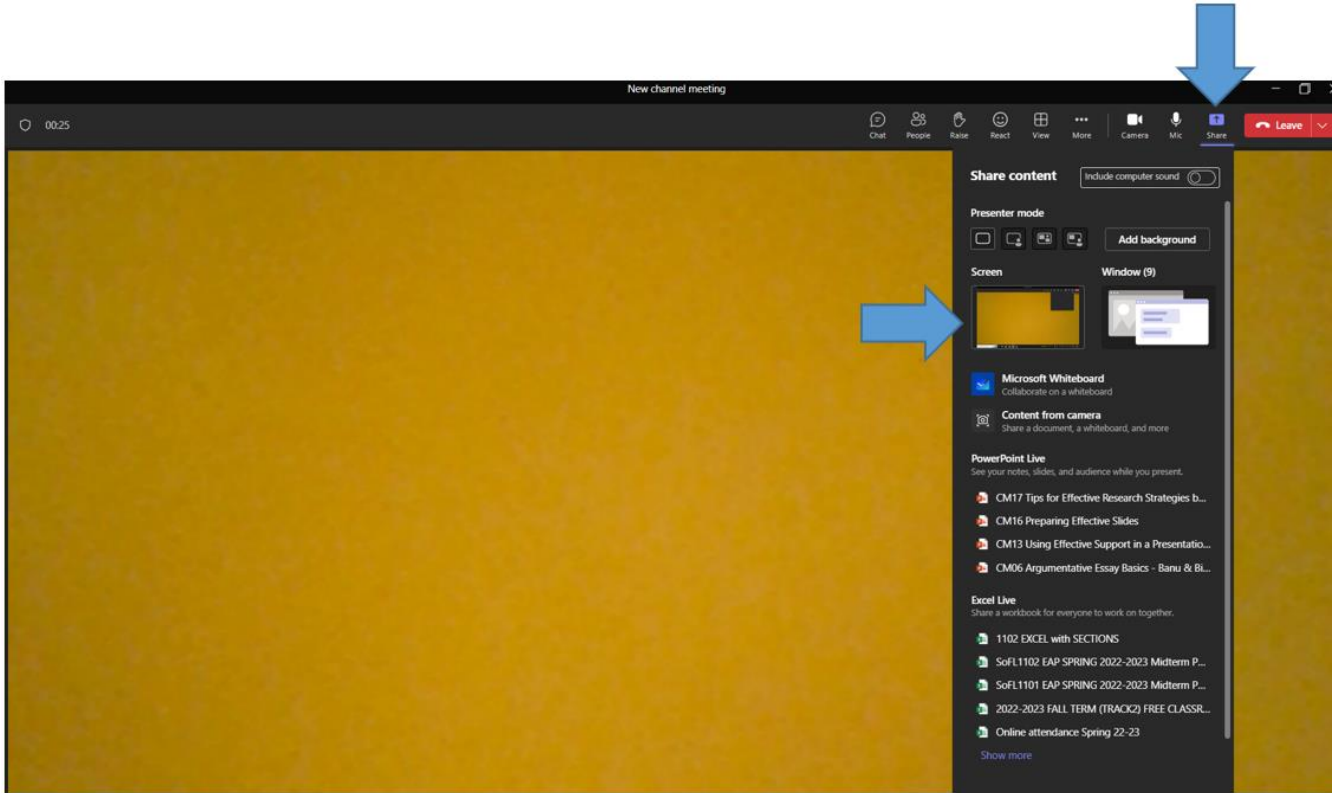 New channel meeting
00:25
Chat
People
Raise
React
View
More
Camera
Mic
Share
Leave
Share content
Include computer sound
Presenter mode
Add background
Screen
Window (9)
Microsoft Whiteboard
Collaborate on a whiteboard
Content from camera
Share a document, a whiteboard, and more
PowerPoint Live
See your notes, slides, and audience while you present.
CM17 Tips for Effective Research Strategies b...
CM16 Preparing Effective Slides
CM13 Using Effective Support in a Presentatio...
CM06 Argumentative Essay Basics - Banu & Bi...
Excel Live
Share a workbook for everyone to work on together.
1102 EXCEL with SECTIONS
SoFL1102 EAP SPRING 2022-2023 Midterm P...
SoFL1101 EAP SPRING 2022-2023 Midterm P...
2022-2023 FALL TERM (TRACK2) FREE CLASSR...
Online attendance Spring 22-23
Show more